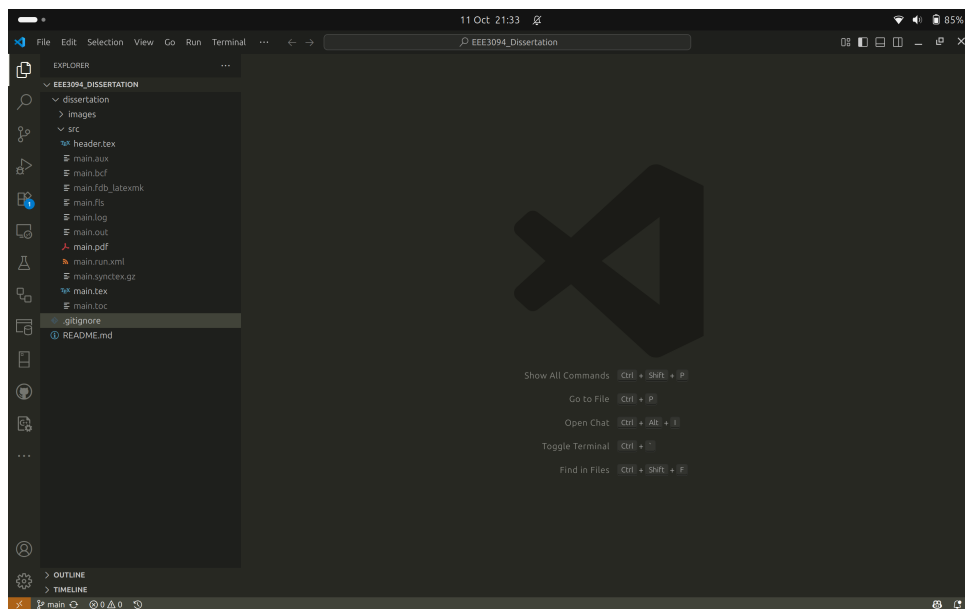 11 Oct 21:33
85%
File Edit Selection View Go Run Terminal ···
EEE3094_Dissertation
EXPLORER
···
EEE3094_DISSERTATION
dissertation
images
src
TEX header.tex
main.aux
main.bcf
main.fdb_latexmk
main.fls
main.log
main.out
main.pdf
main.run.xml
main.synctex.gz
TEX main.tex
main.toc
.gitignore
README.md
1
Show All Commands Ctrl + Shift + P
Go to File Ctrl + P
Open Chat Ctrl + Alt + I
Toggle Terminal Ctrl + `
Find in Files Ctrl + Shift + F
OUTLINE
TIMELINE
main 0 0